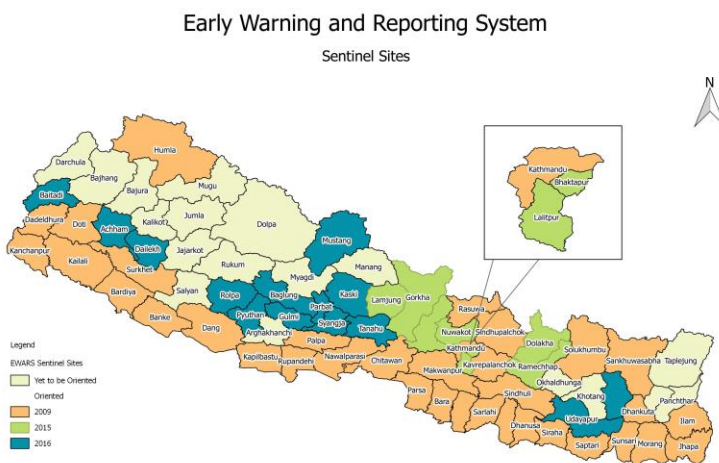 Early Warning and Reporting System
Sentinel Sites
N
Humla
Darchula
Bajhang
Bajura
Mugu
Baitadi
Dadeldhura
Doti
Achham
Kalikot
Jumla
Dolpa
Dailekh
Jajarkot
Mustang
Kanchanpur
Kailali
Surkhet
Rukum
Myagdi
Manang
Bardiya
Salyan
Rolpa
Baglung
Parbat
Kaski
Lamjung
Gorkha
Banke
Dang
Pyuthan
Gulmi
Syangja
Tanahu
Arghakhanchi
Palpa
Kapilbastu
Rupandehi
Nawalparasi
Chitawan
Kathmandu
Bhaktapur
Lalitpur
Rasuwa
Nuwakot
Sindhupalchok
Kathmandu
Dolakha
Kavrepalanchok
Ramechhap
Solukhumbu
Sankhuwasabha
Taplejung
Makwanpur
Okhaldhunga
Khotang
Panchthar
Parsa
Bara
Sindhuli
Sarlahi
Dhanusa
Siraha
Udayapur
Dhankuta
Ilam
Saptari
Sunsari
Morang
Jhapa
Legend
EWARS Sentinel Sites
Yet to be Oriented
Oriented
2009
2015
2016